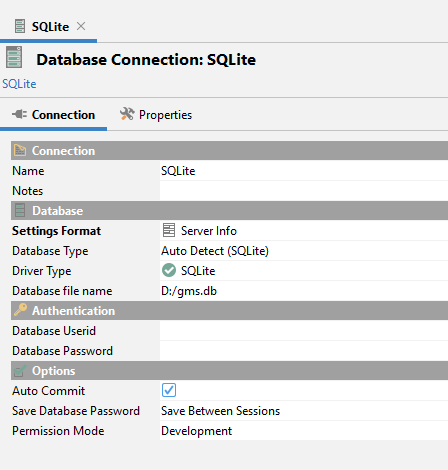 SQLite
Database Connection: SQLite
SQLite
Connection Properties
Connection
Name SQLite
Notes
Database
Settings Format Server Info
Database Type Auto Detect (SQLite)
Driver Type SQLite
Database file name D:/gms.db
Authentication
Database Userid
Database Password
Options
Auto Commit
Save Database Password Save Between Sessions
Permission Mode Development